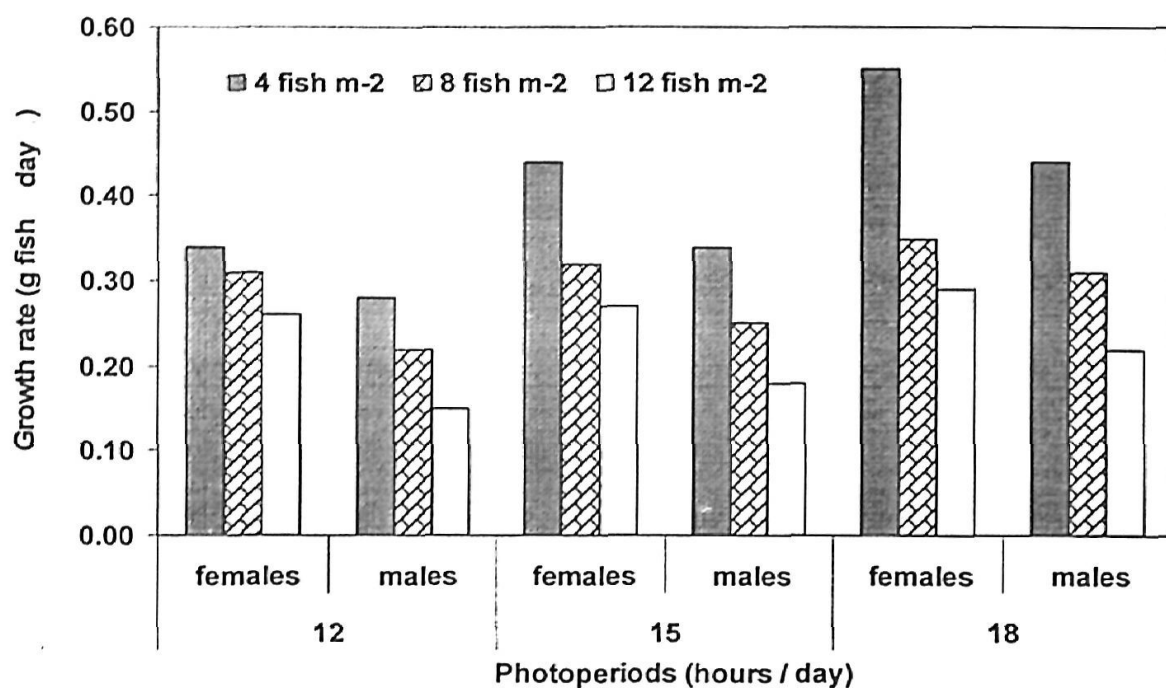 0.60
4 fish m-2 8 fish m-2 12 fish m-2
0.50
0.40
0.30
0.20
0.10
0.00
Growth rate (g fish day )
females males females males females males
12 15 18
Photoperiods (hours / day)